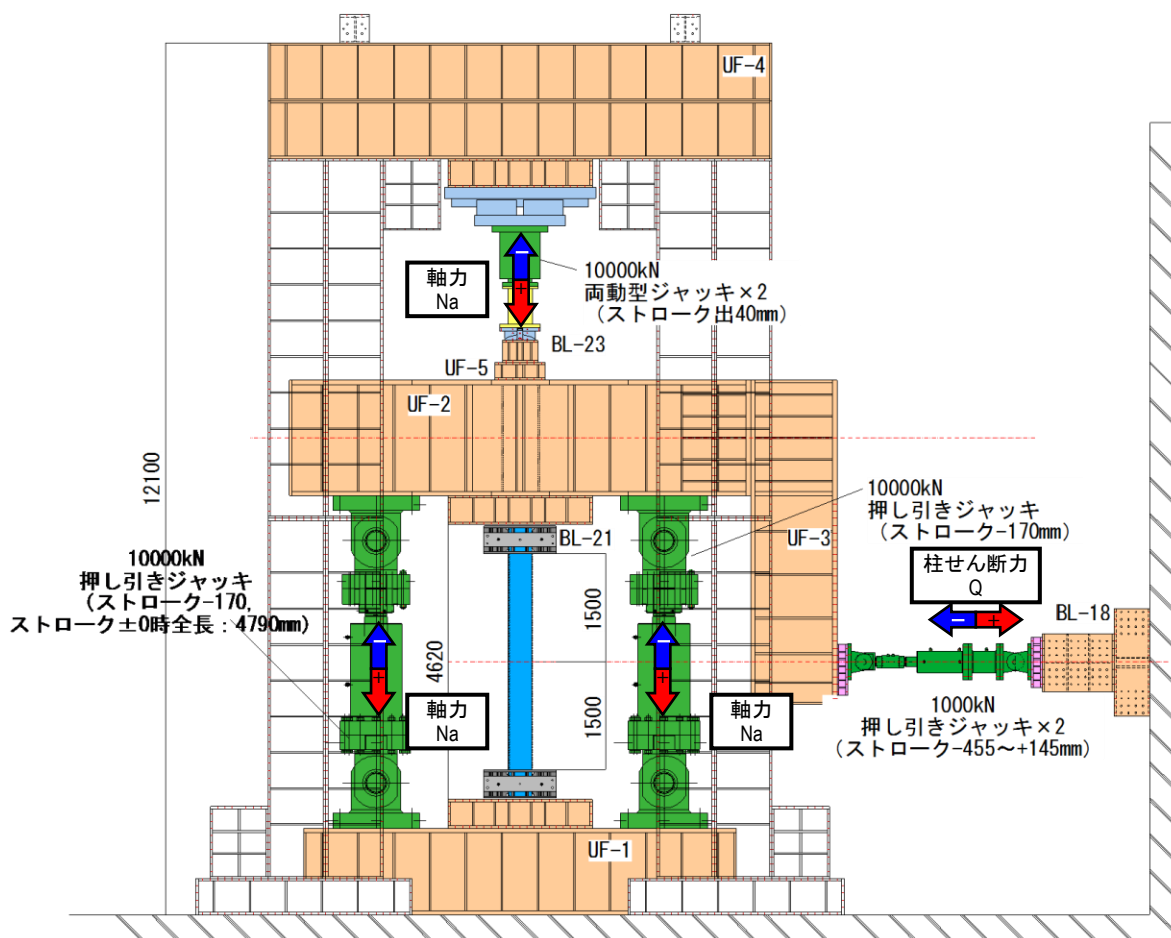 UF-4
軸力
Na
10000kN
両動型ジャッキ×2
（ストローク出40mm）
BL-23
UF-5
UF-2
12100
10000kN
押し引きジャッキ
（ストローク-170mm）
BL-21
UF-3
10000kN
押し引きジャッキ
（ストローク-170,
ストローク±0時全長：4790mm）
柱せん断力
Q
BL-18
1500
4620
1500
軸力
Na
軸力
Na
1000kN
押し引きジャッキ×2
（ストローク-455～+145mm）
UF-1